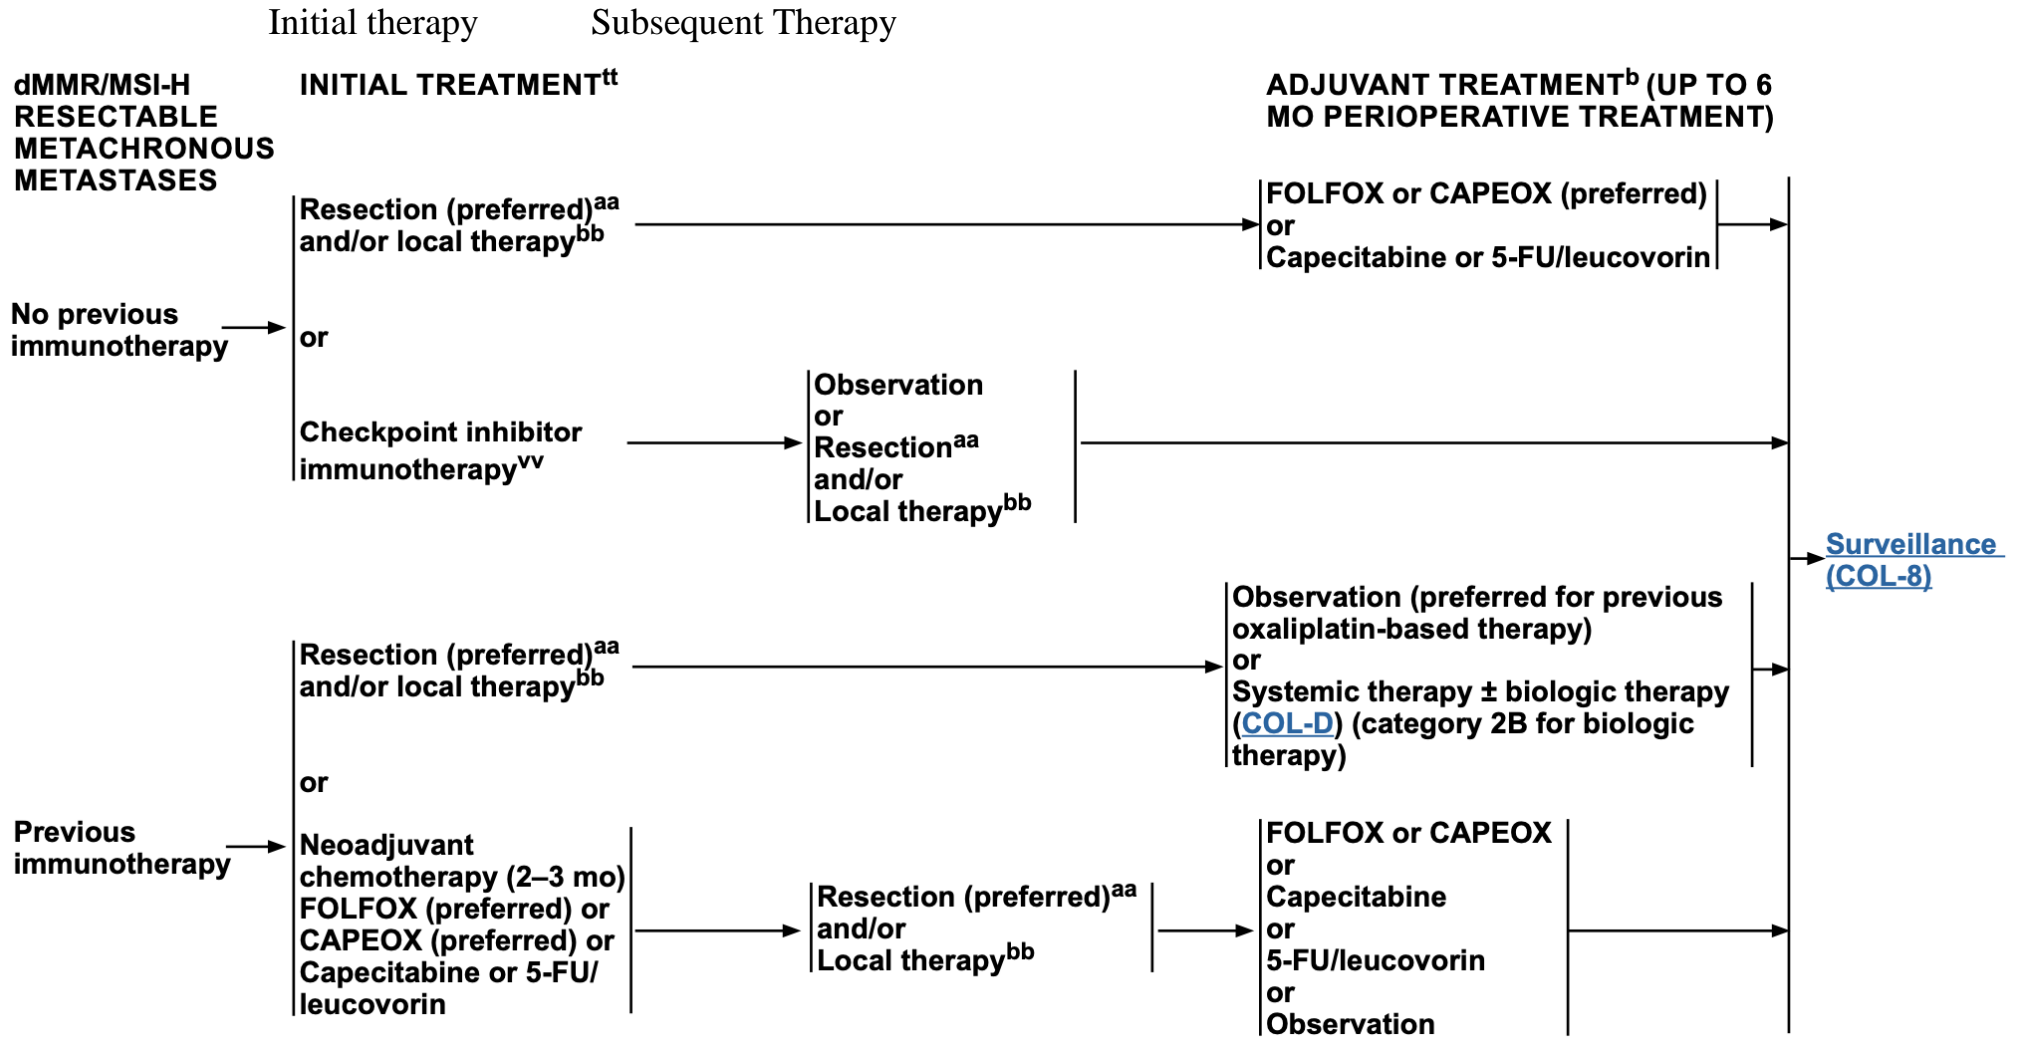 Initial therapy
Subsequent Therapy
dMMR/MSI-H
RESECTABLE
METACHRONOUS
METASTASES
INITIAL TREATMENTtt
ADJUVANT TREATMENTb (UP TO 6
MO PERIOPERATIVE TREATMENT)
No previous
immunotherapy
Resection (preferred)aa
and/or local therapybb
or
Checkpoint inhibitor
immunotherapyvv
Observation
or
Resectionaa
and/or
Local therapybb
FOLFOX or CAPEOX (preferred)
or
Capecitabine or 5-FU/leucovorin
Previous
immunotherapy
Resection (preferred)aa
and/or local therapybb
or
Neoadjuvant
chemotherapy (2–3 mo)
FOLFOX (preferred) or
CAPEOX (preferred) or
Capecitabine or 5-FU/
leucovorin
Resection (preferred)aa
and/or
Local therapybb
Observation (preferred for previous
oxaliplatin-based therapy)
or
Systemic therapy ± biologic therapy
(COL-D) (category 2B for biologic
therapy)
FOLFOX or CAPEOX
or
Capecitabine
or
5-FU/leucovorin
or
Observation
Surveillance
(COL-8)